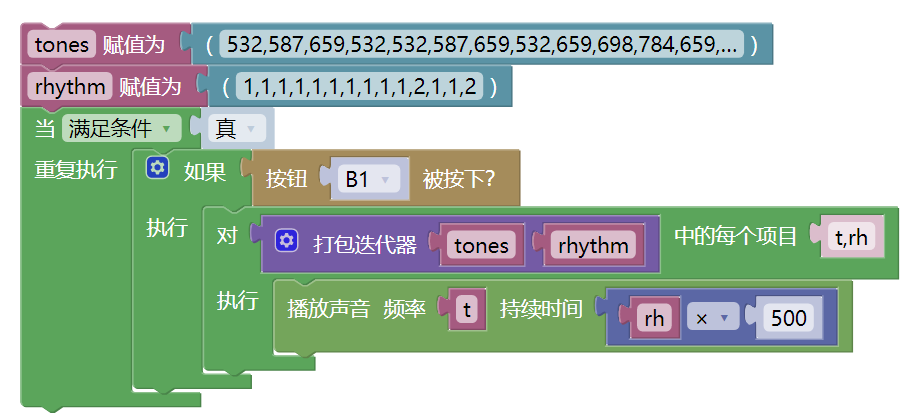 tones 赋值为 ( 532,587,659,532,532,587,659,532,659,698,784,659,... )
rhythm 赋值为 ( 1,1,1,1,1,1,1,1,1,1,2,1,1,2 )
当 满足条件 真
重复执行 如果 按钮 B1 被按下?
执行 对 打包迭代器 tones rhythm 中的每个项目 t,rh
执行 播放声音 频率 t 持续时间 rh × 500